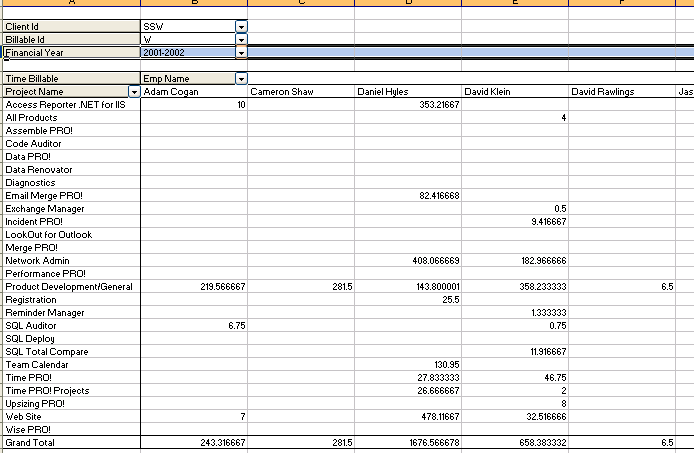 A B C D E F
Client Id SSW
Billable Id W
Financial Year 2001-2002
Time Billable Emp Name
Project Name Adam Cogan Cameron Shaw Daniel Hyles David Klein David Rawlings Jas
Access Reporter .NET for IIS 10 353.21667
All Products 4
Assemble PRO!
Code Auditor
Data PRO!
Data Renovator
Diagnostics
Email Merge PRO! 82.416668
Exchange Manager 0.5
Incident PRO! 9.416667
LookOut for Outlook
Merge PRO!
Network Admin 408.066669 182.966666
Performance PRO!
Product Development/General 219.566667 281.5 143.800001 358.233333 6.5
Registration 25.5
Reminder Manager 1.333333
SQL Auditor 6.75 0.75
SQL Deploy
SQL Total Compare 11.916667
Team Calendar 130.95
Time PRO! 27.833333 46.75
Time PRO! Projects 26.666667 2
Upsizing PRO! 8
Web Site 7 478.11667 32.516666
Wise PRO!
Grand Total 243.316667 281.5 1676.566678 658.383332 6.5